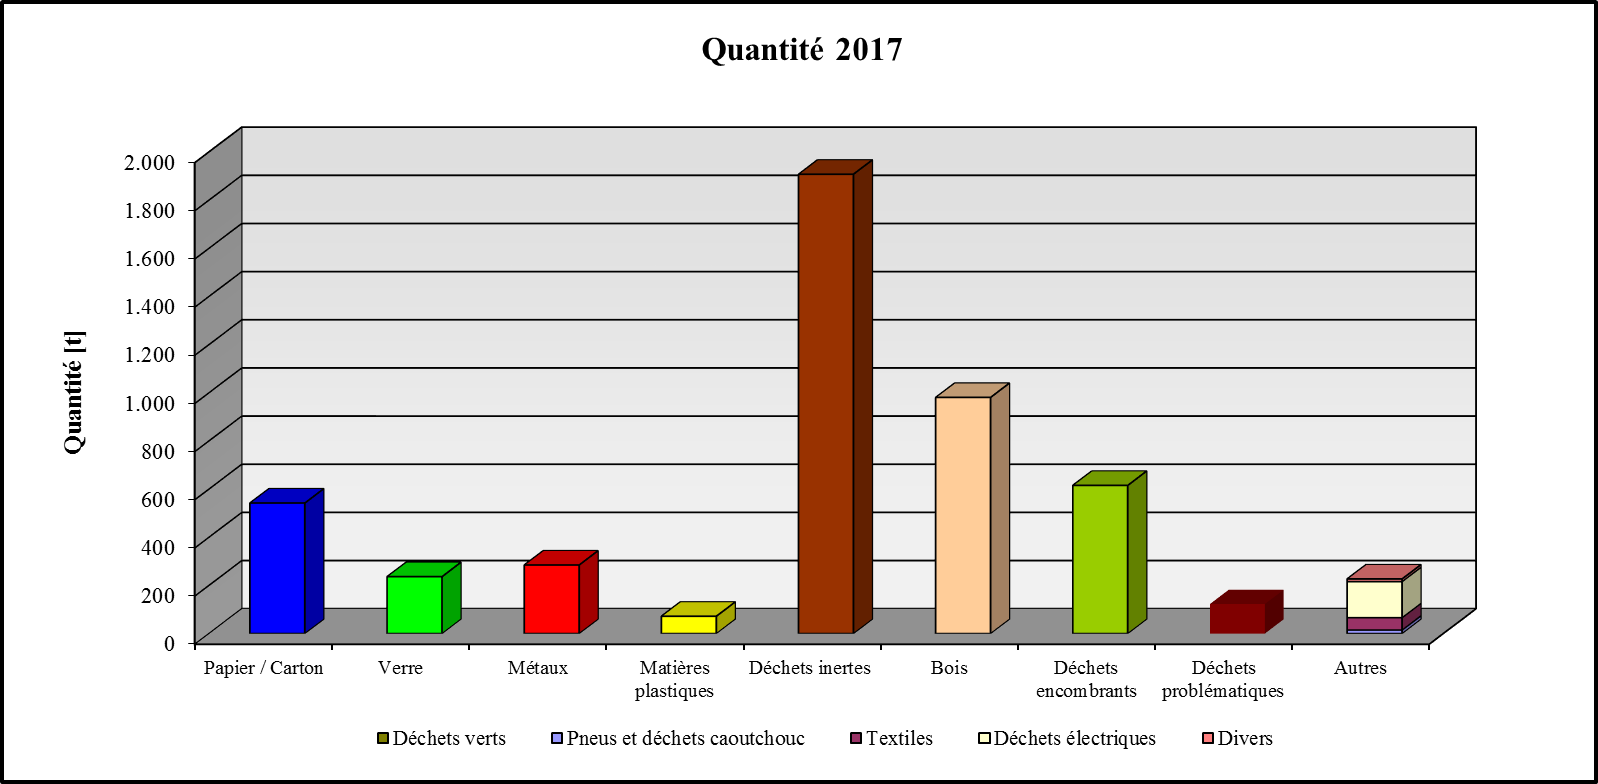 Quantité 2017
Quantité [t]
2.000
1.800
1.600
1.400
1.200
1.000
800
600
400
200
0
Papier / Carton
Verre
Métaux
Matières
plastiques
Déchets inertes
Bois
Déchets
encombrants
Déchets
problématiques
Autres
Déchets verts
Pneus et déchets caoutchouc
Textiles
Déchets électriques
Divers